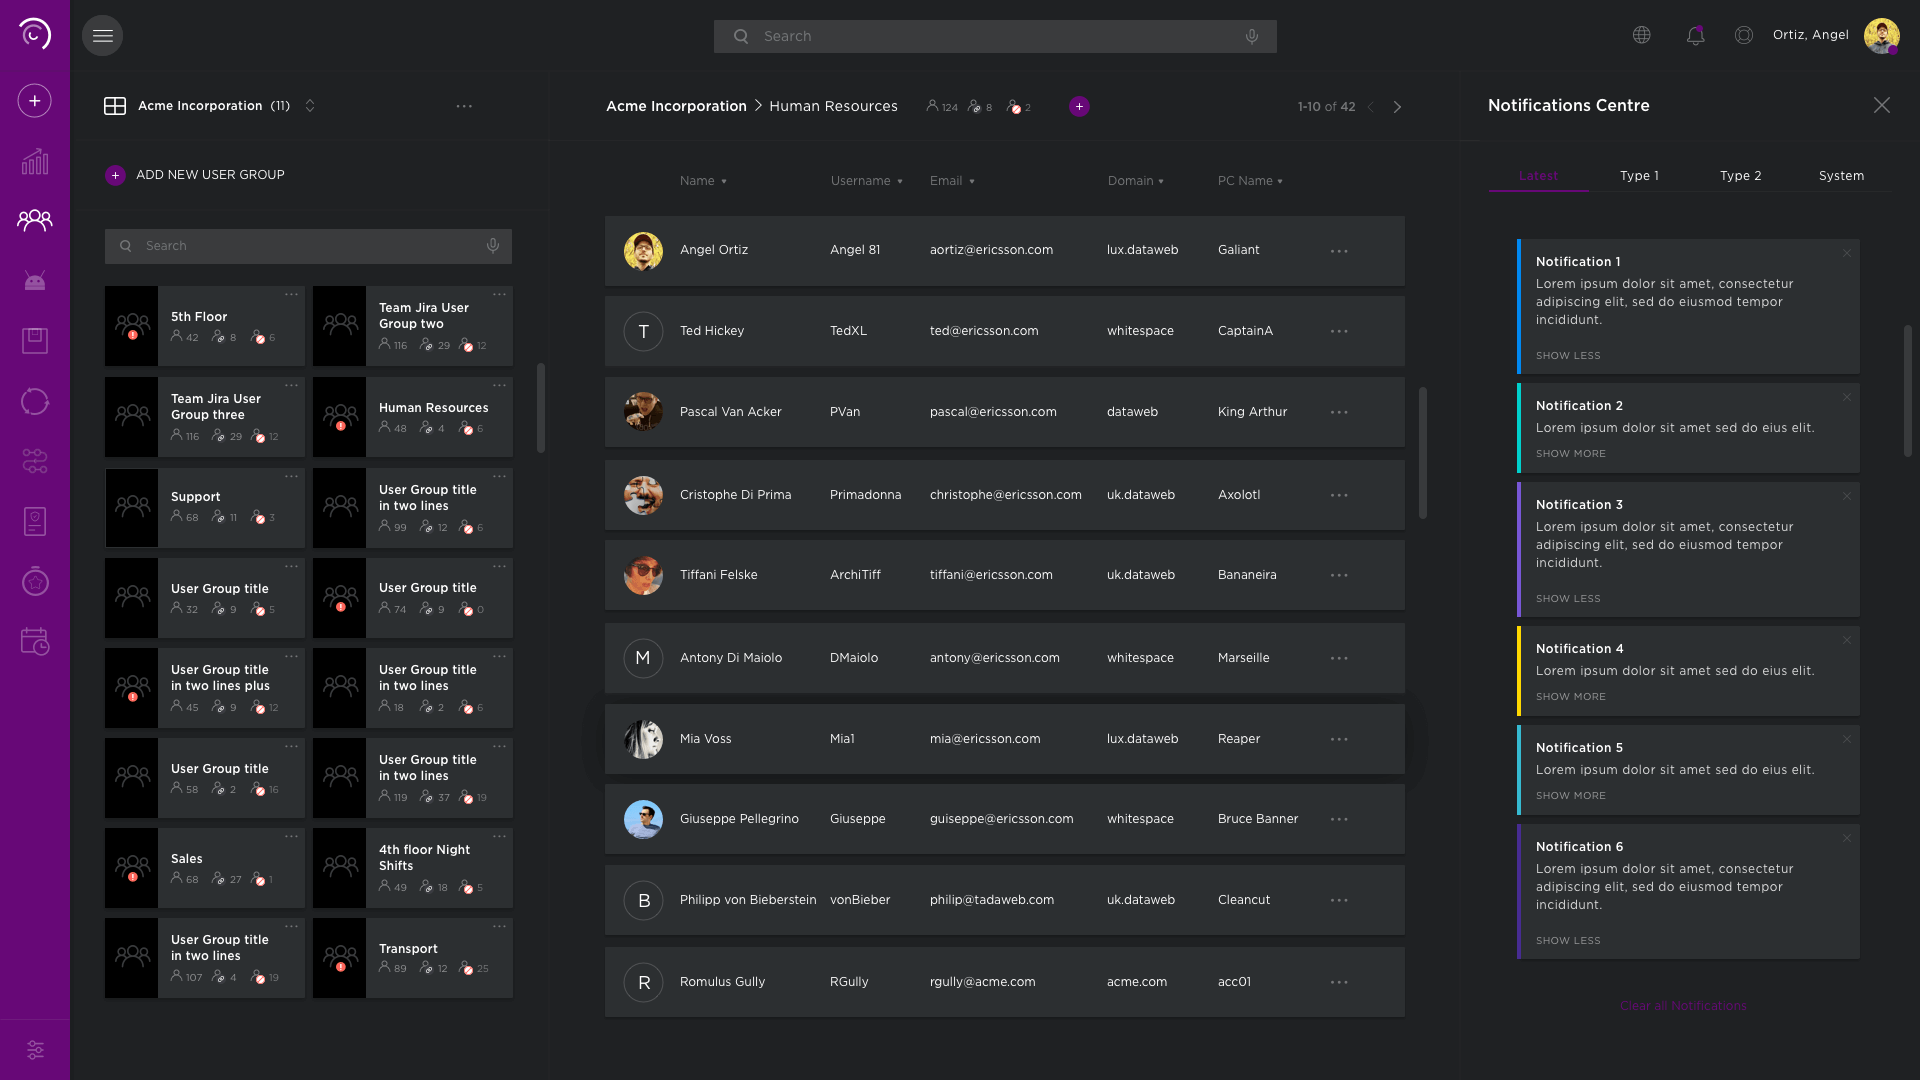 Search
Ortiz, Angel
Acme Incorporation (11)
ADD NEW USER GROUP
Search
5th Floor
42 8 6
Team Jira User
Group two
116 29 12
Team Jira User
Group three
116 29 12
Human Resources
48 4 6
Support
68 11 3
User Group title
in two lines
99 12 6
User Group title
32 9 5
User Group title
74 9 0
User Group title
in two lines plus
45 9 12
User Group title
in two lines
18 2 6
User Group title
58 2 16
User Group title
in two lines
119 37 19
Sales
68 27 1
4th floor Night
Shifts
49 18 5
User Group title
in two lines
107 4 19
Transport
89 12 25
Acme Incorporation > Human Resources 124 8 2
1-10 of 42
Name Username Email Domain PC Name
Angel Ortiz Angel 81 aortiz@ericsson.com lux.dataweb Galiant
T Ted Hickey TedXL ted@ericsson.com whitespace CaptainA
Pascal Van Acker PVan pascal@ericsson.com dataweb King Arthur
Cristophe Di Prima Primadonna christophe@ericsson.com uk.dataweb Axolotl
Tiffani Felske ArchiTiff tiffani@ericsson.com uk.dataweb Bananeira
M Antony Di Maiolo DMaiolo antony@ericsson.com whitespace Marseille
Mia Voss Mia1 mia@ericsson.com lux.dataweb Reaper
Giuseppe Pellegrino Giuseppe guiseppe@ericsson.com whitespace Bruce Banner
B Philipp von Bieberstein vonBieber philip@tadaweb.com uk.dataweb Cleancut
R Romulus Gully RGully rgully@acme.com acme.com acc01
Notifications Centre
Latest Type 1 Type 2 System
Notification 1
Lorem ipsum dolor sit amet, consectetur
adipiscing elit, sed do eiusmod tempor
incididunt.
SHOW LESS
Notification 2
Lorem ipsum dolor sit amet sed do eius elit.
SHOW MORE
Notification 3
Lorem ipsum dolor sit amet, consectetur
adipiscing elit, sed do eiusmod tempor
incididunt.
SHOW LESS
Notification 4
Lorem ipsum dolor sit amet sed do eius elit.
SHOW MORE
Notification 5
Lorem ipsum dolor sit amet sed do eius elit.
SHOW MORE
Notification 6
Lorem ipsum dolor sit amet, consectetur
adipiscing elit, sed do eiusmod tempor
incididunt.
SHOW LESS
Clear all Notifications